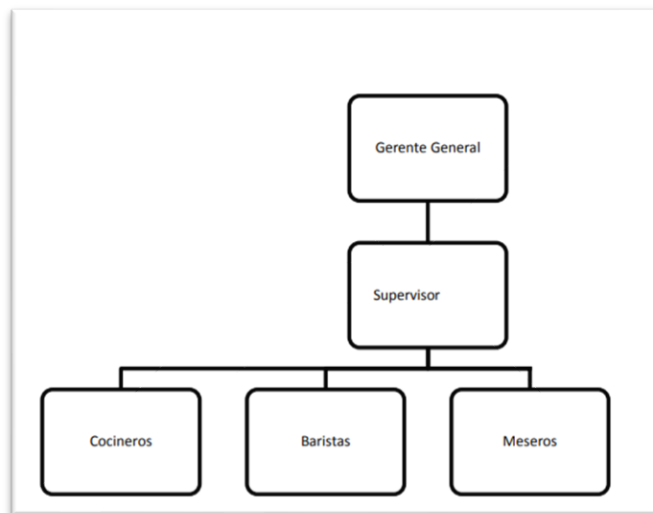 Gerente General
Supervisor
Cocineros
Baristas
Meseros